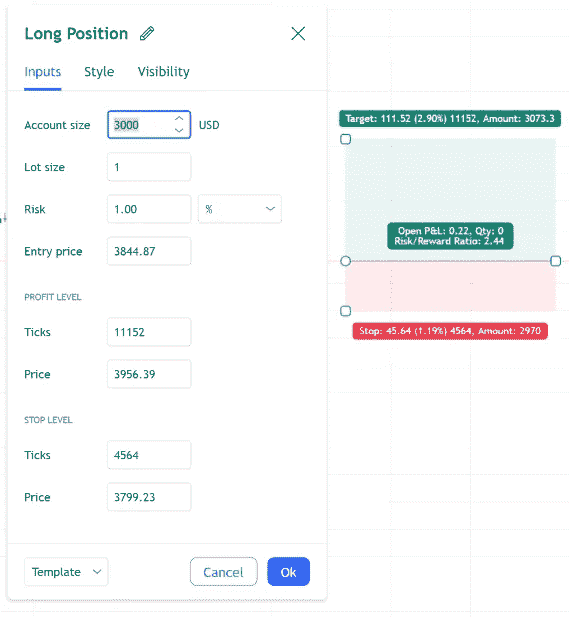 Long Position
Inputs Style Visibility
Account size 3000 USD
Lot size 1
Risk 1.00 %
Entry price 3844.87
PROFIT LEVEL
Ticks 11152
Price 3956.39
STOP LEVEL
Ticks 4564
Price 3799.23
Template Cancel Ok
Target: 111.52 (2.90%) 11152, Amount: 3073.3
Open P&L: 0.22, Qty: 0
Risk/Reward Ratio: 2.44
Stop: 45.64 (1.19%) 4564, Amount: 2970